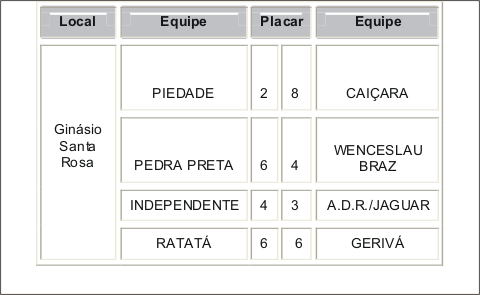 Local Equipe Placar Equipe
PIEDADE 2 8 CAIÇARA
Ginásio
Santa
Rosa
PEDRA PRETA 6 4 WENCESLAU
BRAZ
INDEPENDENTE 4 3 A.D.R./JAGUAR
RATATÁ 6 6 GERIVÁ